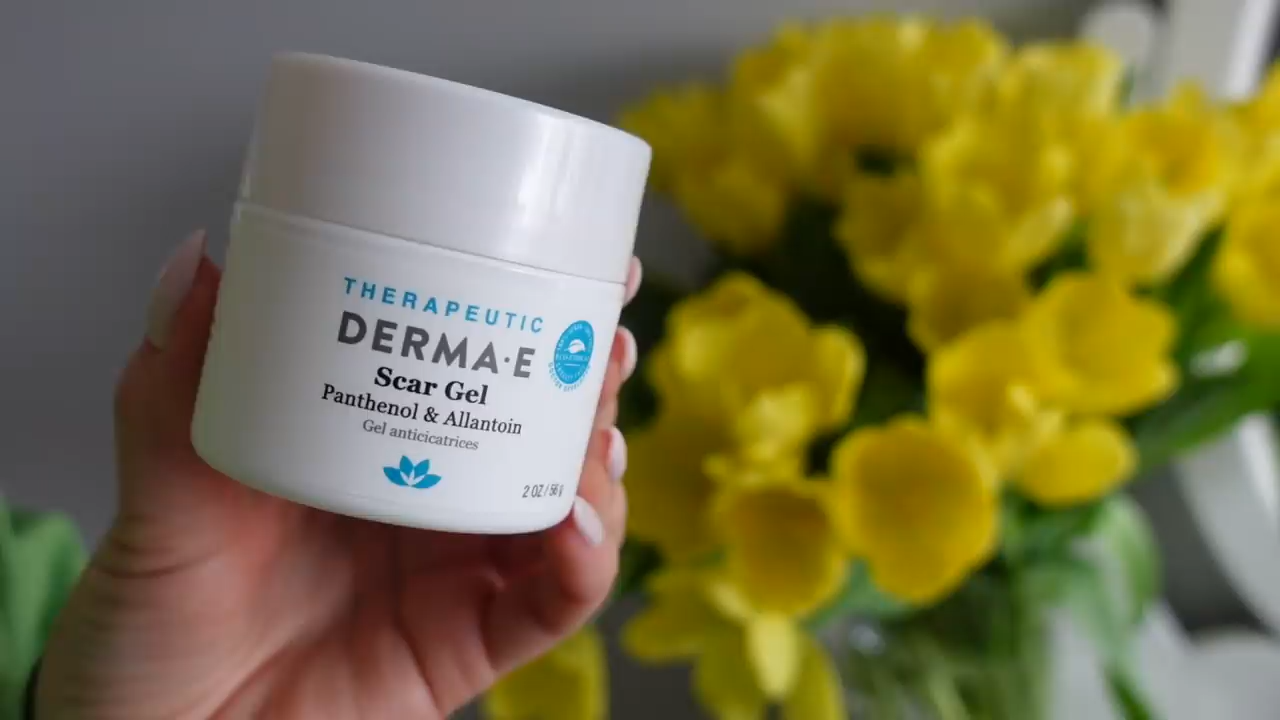 THERAPEUTIC
DERMA·E
Scar Gel
Panthenol & Allantoin
Gel anticicatrices
2 OZ / 56 g